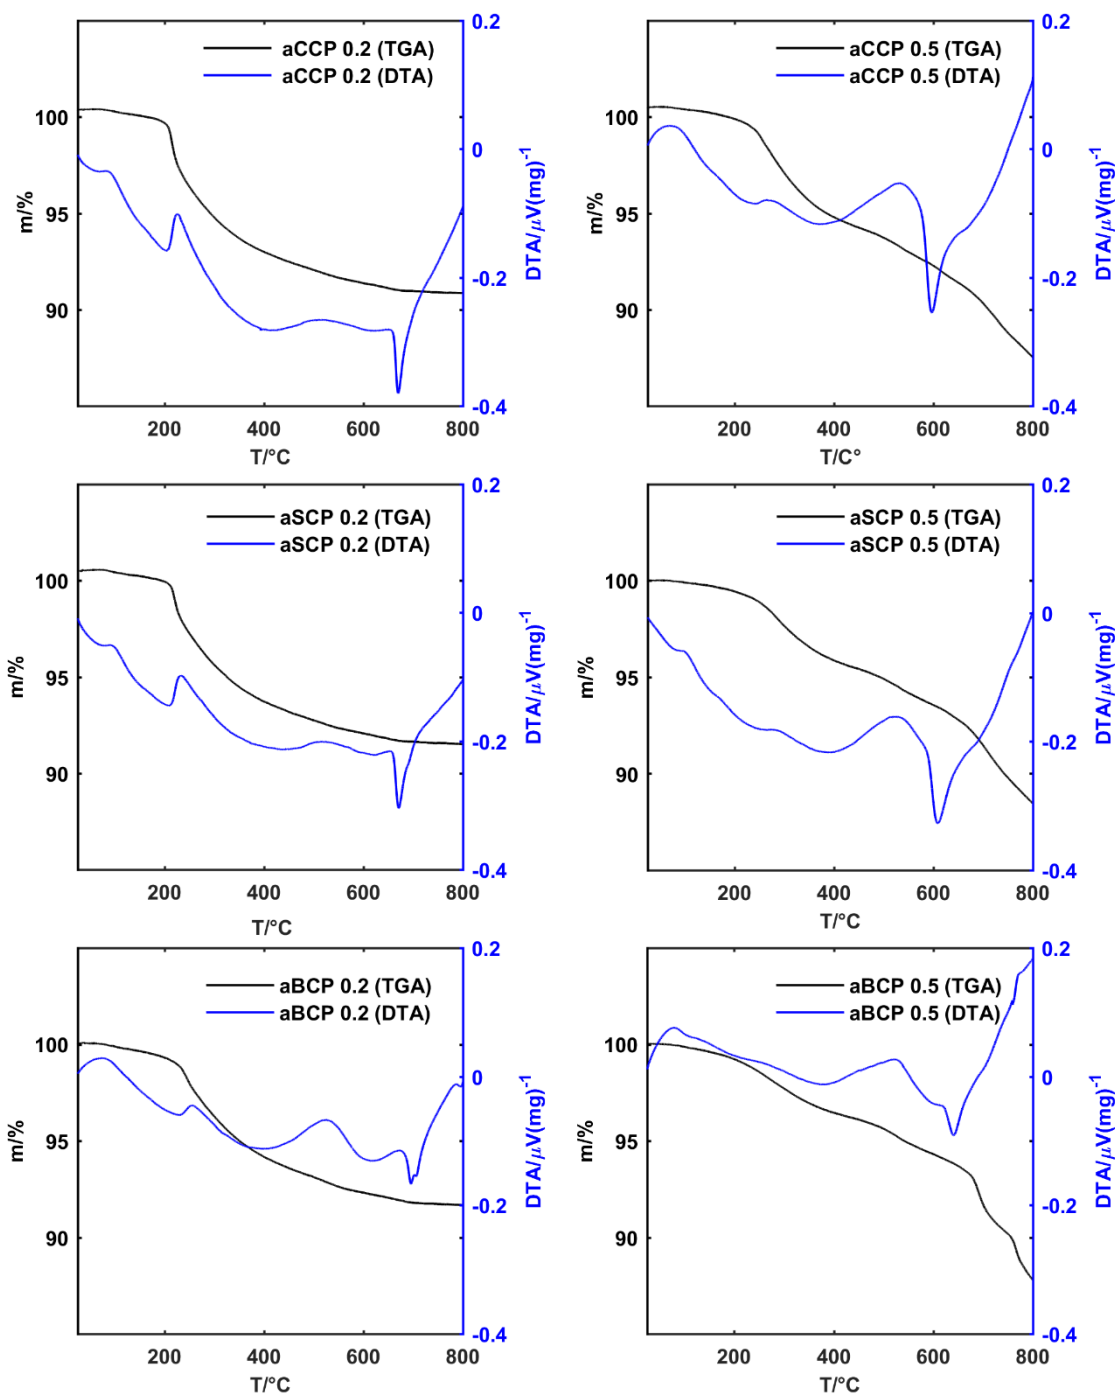 aCCP 0.2 (TGA)
aCCP 0.2 (DTA)
0.2
0
-0.2
-0.4
100
95
90
m/%
DTA/μV(mg)-1
200 400 600 800
T/°C
aCCP 0.5 (TGA)
aCCP 0.5 (DTA)
0.2
0
-0.2
-0.4
100
95
90
m/%
DTA/μV(mg)-1
200 400 600 800
T/C°
aSCP 0.2 (TGA)
aSCP 0.2 (DTA)
0.2
0
-0.2
-0.4
100
95
90
m/%
DTA/μV(mg)-1
200 400 600 800
T/°C
aSCP 0.5 (TGA)
aSCP 0.5 (DTA)
0.2
0
-0.2
-0.4
100
95
90
m/%
DTA/μV(mg)-1
200 400 600 800
T/°C
aBCP 0.2 (TGA)
aBCP 0.2 (DTA)
0.2
0
-0.2
-0.4
100
95
90
m/%
DTA/μV(mg)-1
200 400 600 800
T/°C
aBCP 0.5 (TGA)
aBCP 0.5 (DTA)
0.2
0
-0.2
-0.4
100
95
90
m/%
DTA/μV(mg)-1
200 400 600 800
T/°C